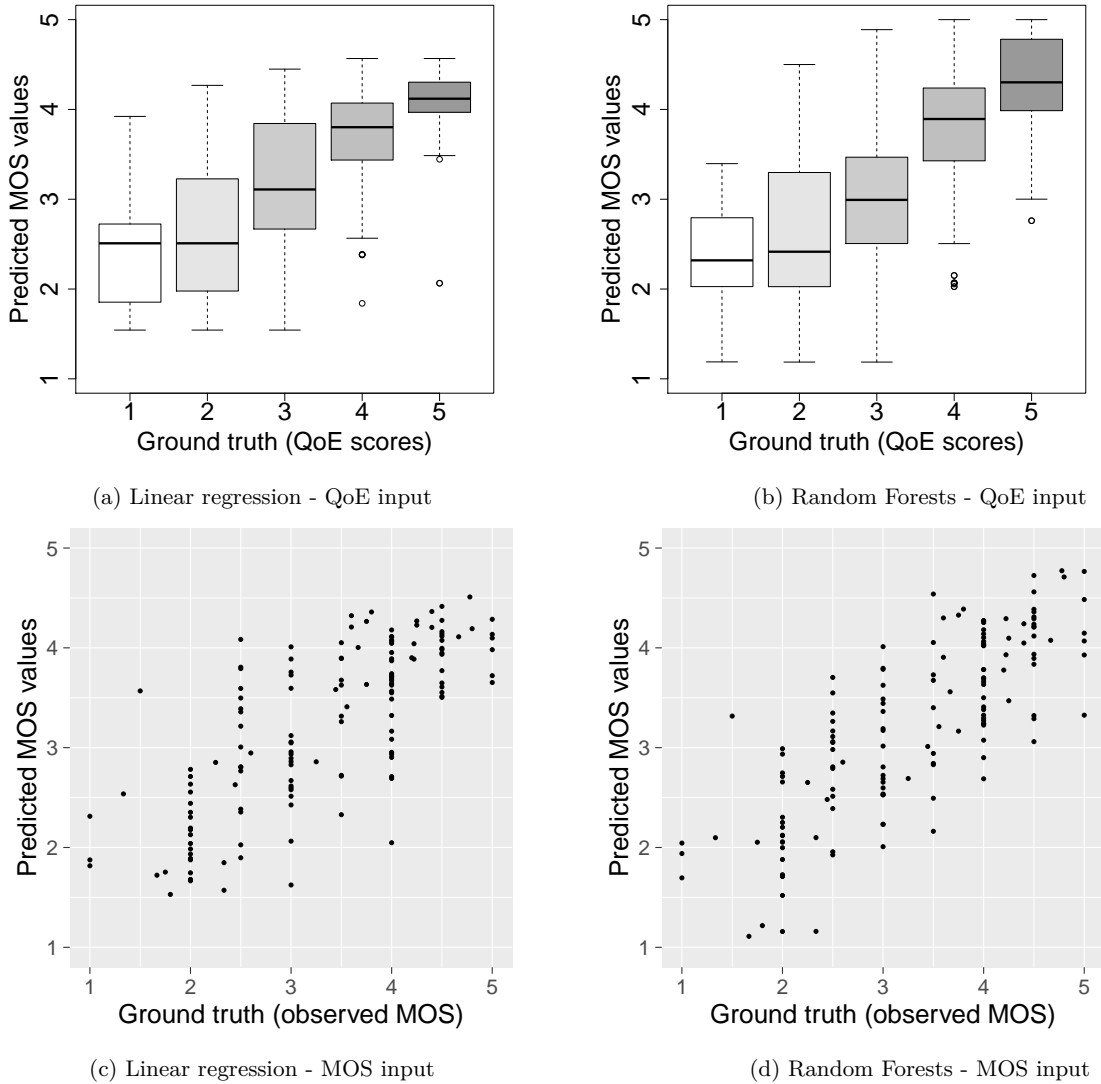 Predicted MOS values
5
4
3
2
1
1 2 3 4 5
Ground truth (QoE scores)
(a) Linear regression - QoE input
Predicted MOS values
5
4
3
2
1
1 2 3 4 5
Ground truth (QoE scores)
(b) Random Forests - QoE input
Predicted MOS values
5
4
3
2
1
1 2 3 4 5
Ground truth (observed MOS)
(c) Linear regression - MOS input
Predicted MOS values
5
4
3
2
1
1 2 3 4 5
Ground truth (observed MOS)
(d) Random Forests - MOS input